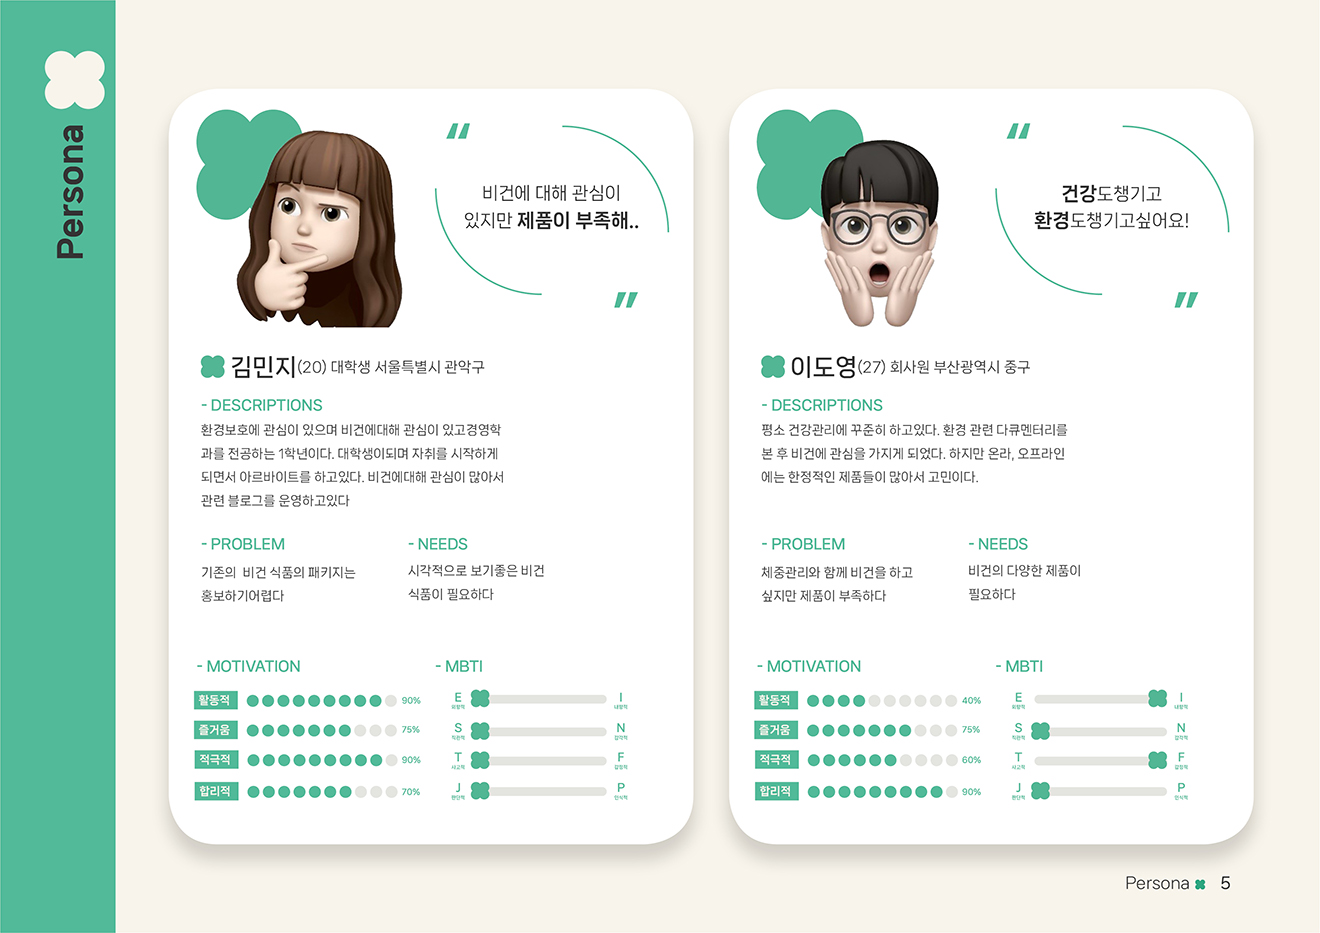 Persona
"
비건에 대해 관심이
있지만 제품이 부족해..
"
김민지(20) 대학생 서울특별시 관악구
- DESCRIPTIONS
환경보호에 관심이 있으며 비건에대해 관심이 있고경영학
과를 전공하는 1학년이다. 대학생이되며 자취를 시작하게
되면서 아르바이트를 하고있다. 비건에대해 관심이 많아서
관련 블로그를 운영하고있다
- PROBLEM
기존의 비건 식품의 패키지는
홍보하기어렵다
- NEEDS
시각적으로 보기좋은 비건
식품이 필요하다
- MOTIVATION
활동적 90%
즐거움 75%
적극적 90%
합리적 70%
- MBTI
E I
외향적 내향적
S N
직관적 감각적
T F
사고적 감정적
J P
판단적 인식적
"
건강도챙기고
환경도챙기고싶어요!
"
이도영(27) 회사원 부산광역시 중구
- DESCRIPTIONS
평소 건강관리에 꾸준히 하고있다. 환경 관련 다큐멘터리를
본 후 비건에 관심을 가지게 되었다. 하지만 온라, 오프라인
에는 한정적인 제품들이 많아서 고민이다.
- PROBLEM
체중관리와 함께 비건을 하고
싶지만 제품이 부족하다
- NEEDS
비건의 다양한 제품이
필요하다
- MOTIVATION
활동적 40%
즐거움 75%
적극적 60%
합리적 90%
- MBTI
E I
외향적 내향적
S N
직관적 감각적
T F
사고적 감정적
J P
판단적 인식적
Persona 5